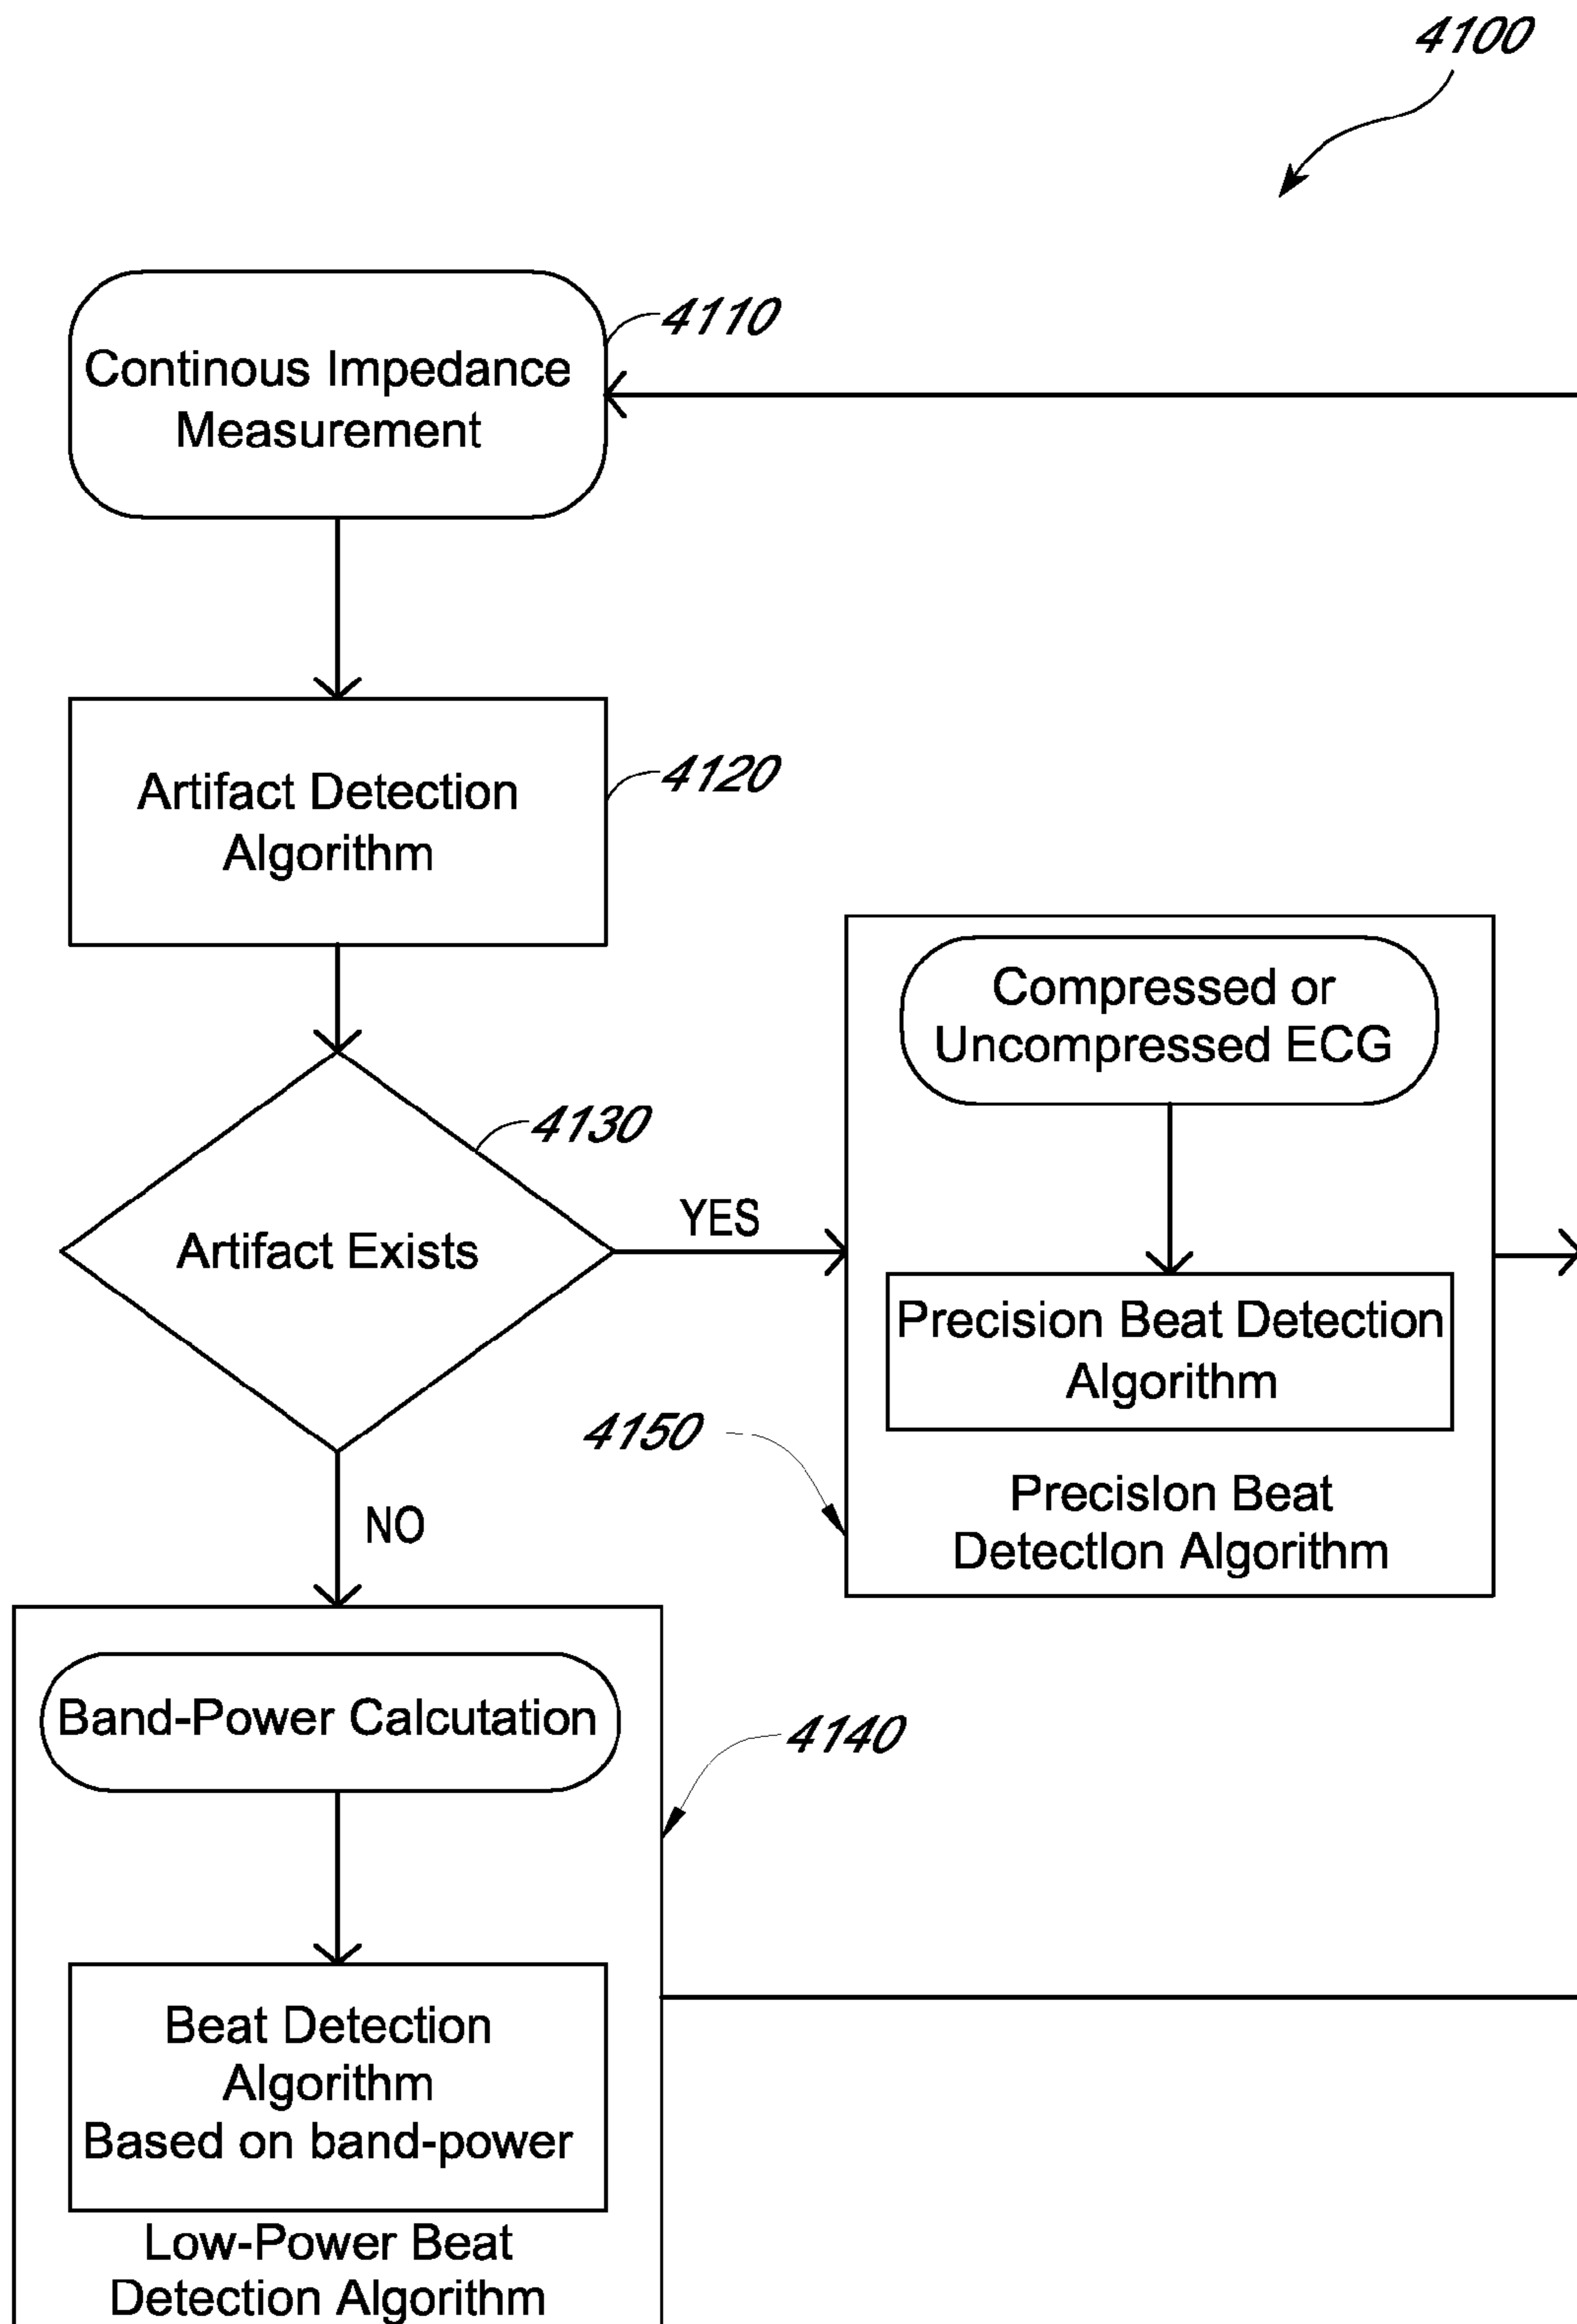 4100
Continous Impedance
Measurement
4110
Artifact Detection
Algorithm
4120
Artifact Exists
4130
YES
NO
Compressed or
Uncompressed ECG
Precision Beat Detection
Algorithm
PrecisIon Beat
DetectIon Algorithm
4150
Band-Power Calcutation
4140
Beat Detection
Algorithm
Based on band-power
Low-Power Beat
Detection Algorithm